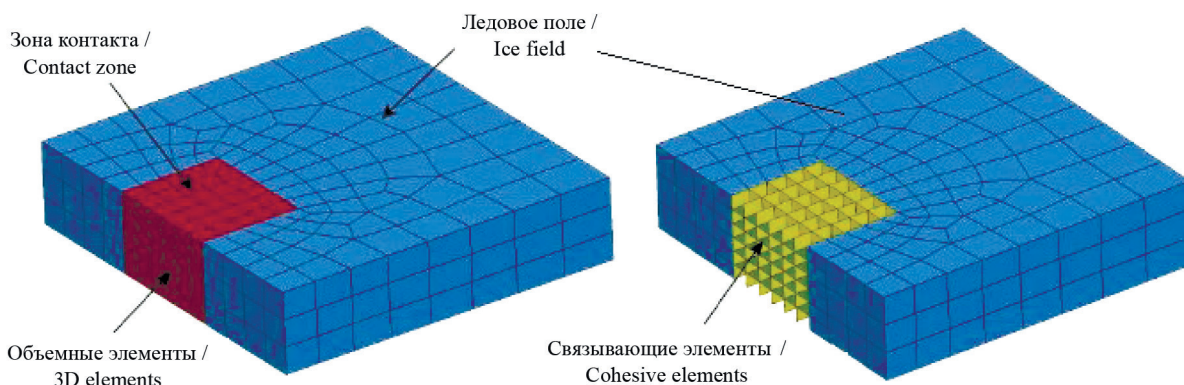 Зона контакта /
Contact zone
Ледовое поле /
Ice field
Объемные элементы /
3D elements
Связывающие элементы /
Cohesive elements